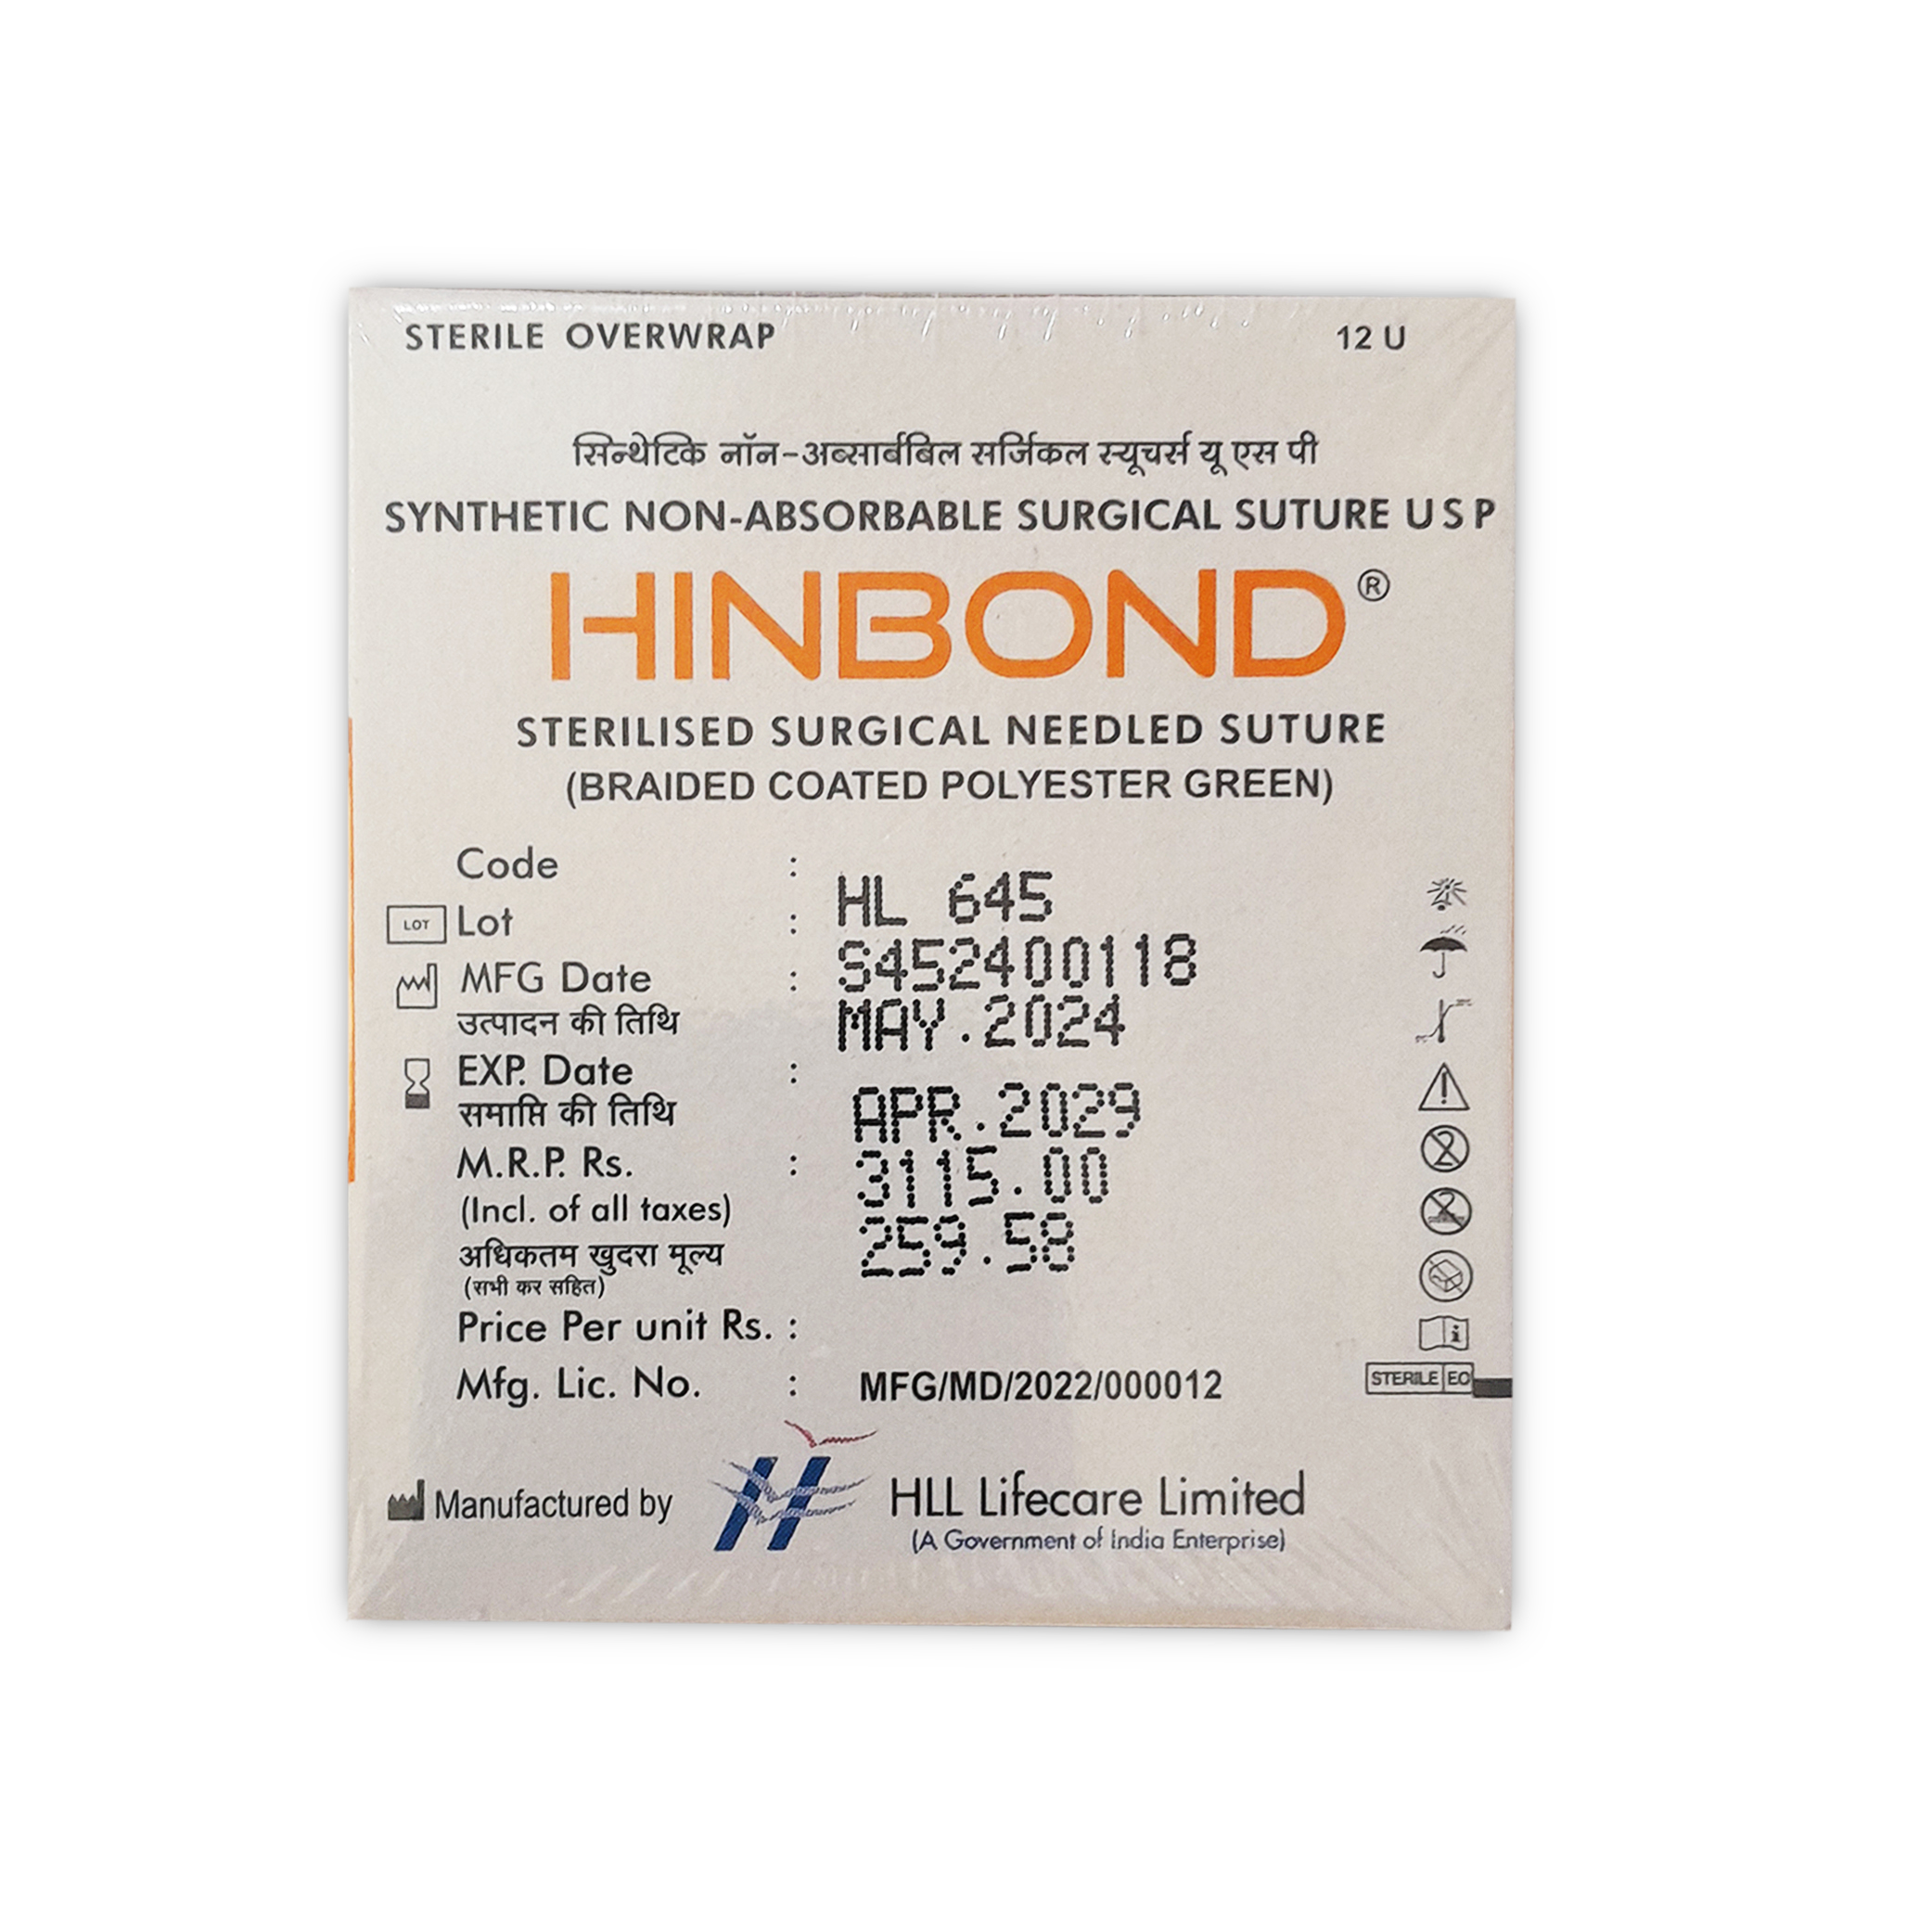 STERILE OVERWRAP 12 U
सिन्थेटिक नॉन-अब्सार्बबिल सर्जिकल स्यूचर्स यू एस पी
SYNTHETIC NON-ABSORBABLE SURGICAL SUTURE U S P
HINBOND®
STERILISED SURGICAL NEEDLED SUTURE
(BRAIDED COATED POLYESTER GREEN)
Code : HL 645
LOT Lot : S452400118
MFG Date : MAY.2024
उत्पादन की तिथि
EXP. Date : APR.2029
समाप्ति की तिथि
M.R.P. Rs. : 3115.00
(Incl. of all taxes) 259.58
अधिकतम खुदरा मूल्य
(सभी कर सहित)
Price Per unit Rs. :
Mfg. Lic. No. : MFG/MD/2022/000012
STERILE EO
Manufactured by HLL Lifecare Limited
(A Government of India Enterprise)